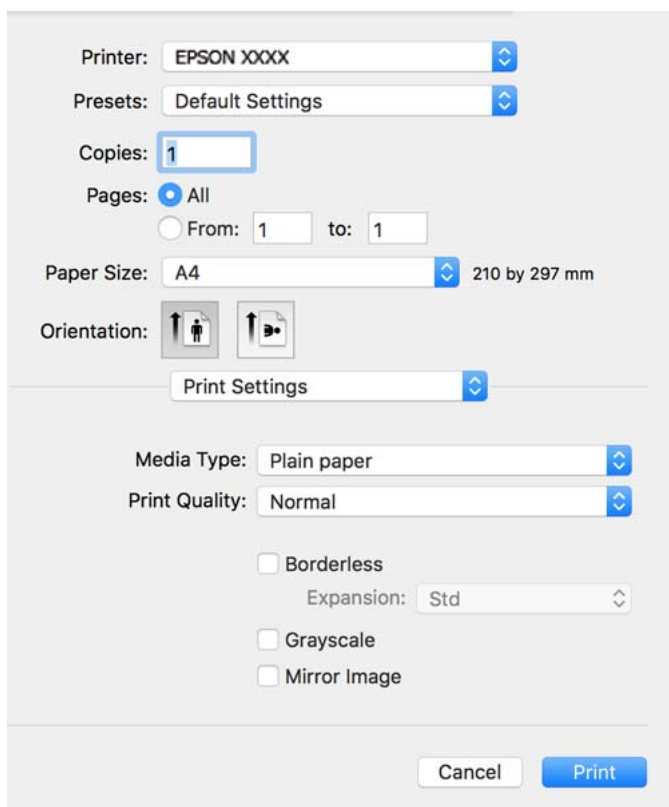 Printer: EPSON XXXX
Presets: Default Settings
Copies: 1
Pages: All
From: 1 to: 1
Paper Size: A4 210 by 297 mm
Orientation:
Print Settings
Media Type: Plain paper
Print Quality: Normal
Borderless
Expansion: Std
Grayscale
Mirror Image
Cancel Print